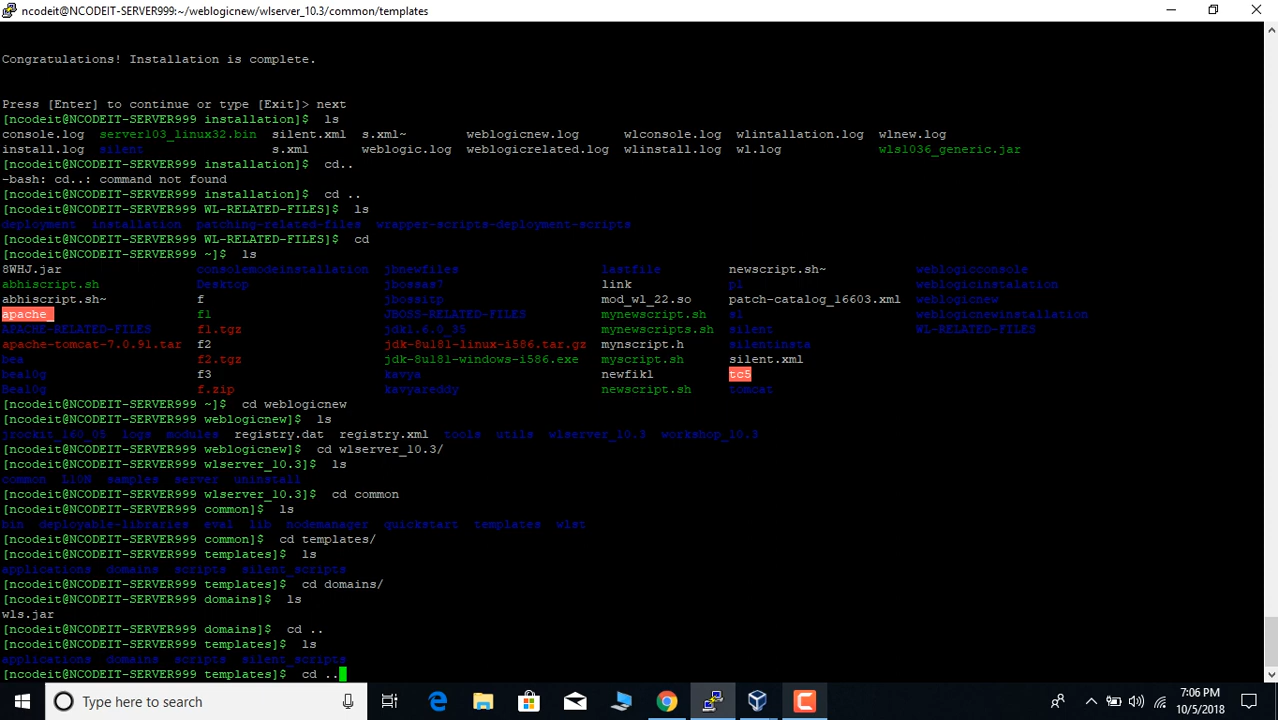 ncodeit@NCODEIT-SERVER999:~/weblogicnew/wlserver_10.3/common/templates
Congratulations! Installation is complete.
Press [Enter] to continue or type [Exit]> next
[ncodeit@NCODEIT-SERVER999 installation]$ ls
console.log server103_linux32.bin silent.xml s.xml~ weblogicnew.log wlconsole.log wlintallation.log wlnew.log
install.log silent s.xml weblogic.log weblogicrelated.log wlinstall.log wl.log wls1036_generic.jar
[ncodeit@NCODEIT-SERVER999 installation]$ cd..
-bash: cd..: command not found
[ncodeit@NCODEIT-SERVER999 installation]$ cd ..
[ncodeit@NCODEIT-SERVER999 WL-RELATED-FILES]$ ls
deployment installation patching-related-files wrapper-scripts-deployment-scripts
[ncodeit@NCODEIT-SERVER999 WL-RELATED-FILES]$ cd
[ncodeit@NCODEIT-SERVER999 ~]$ ls
8WHJ.jar consolemodeinstallation jbnewfiles lastfile newscript.sh~ weblogicconsole
abhiscript.sh Desktop jbossas7 link pl weblogicinstalation
abhiscript.sh~ f jbossitp mod_wl_22.so patch-catalog_16603.xml weblogicnew
apache_ f1 JBOSS-RELATED_FILES mynewscript.sh sl weblogicnewinstallation
APACHE-RELATED-FILES f1.tgz jdk1.6.0_35 mynewscripts.sh silent WL-RELATED-FILES
apache-tomcat-7.0.91.tar f2 jdk-8u181-linux-i586.tar.gz mynscript.h silentinsta
bea f2.tgz jdk-8u181-windows-i586.exe myscript.sh silent.xml
bea10g f3 kavya newfikl tc5
Bea10g f.zip kavyareddy newscript.sh tomcat
[ncodeit@NCODEIT-SERVER999 ~]$ cd weblogicnew
[ncodeit@NCODEIT-SERVER999 weblogicnew]$ ls
jrockit_160_05 logs modules registry.dat registry.xml tools utils wlserver_10.3 workshop_10.3
[ncodeit@NCODEIT-SERVER999 weblogicnew]$ cd wlserver_10.3/
[ncodeit@NCODEIT-SERVER999 wlserver_10.3]$ ls
common L10N samples server uninstall
[ncodeit@NCODEIT-SERVER999 wlserver_10.3]$ cd common
[ncodeit@NCODEIT-SERVER999 common]$ ls
bin deployable-libraries eval lib nodemanager quickstart templates wlst
[ncodeit@NCODEIT-SERVER999 common]$ cd templates/
[ncodeit@NCODEIT-SERVER999 templates]$ ls
applications domains scripts silent_scripts
[ncodeit@NCODEIT-SERVER999 templates]$ cd domains/
[ncodeit@NCODEIT-SERVER999 domains]$ ls
wls.jar
[ncodeit@NCODEIT-SERVER999 domains]$ cd ..
[ncodeit@NCODEIT-SERVER999 templates]$ ls
applications domains scripts silent_scripts
[ncodeit@NCODEIT-SERVER999 templates]$ cd ..
Type here to search
7:06 PM
10/5/2018